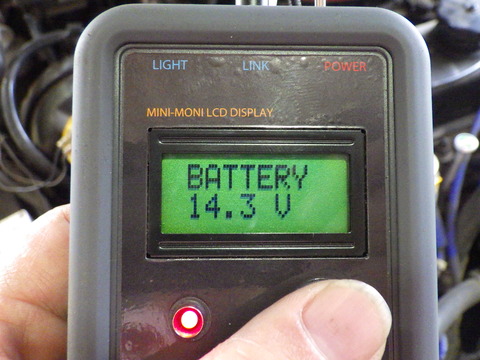 LIGHT LINK POWER
MINI-MONI LCD DISPLAY
BATTERY
14.3 V